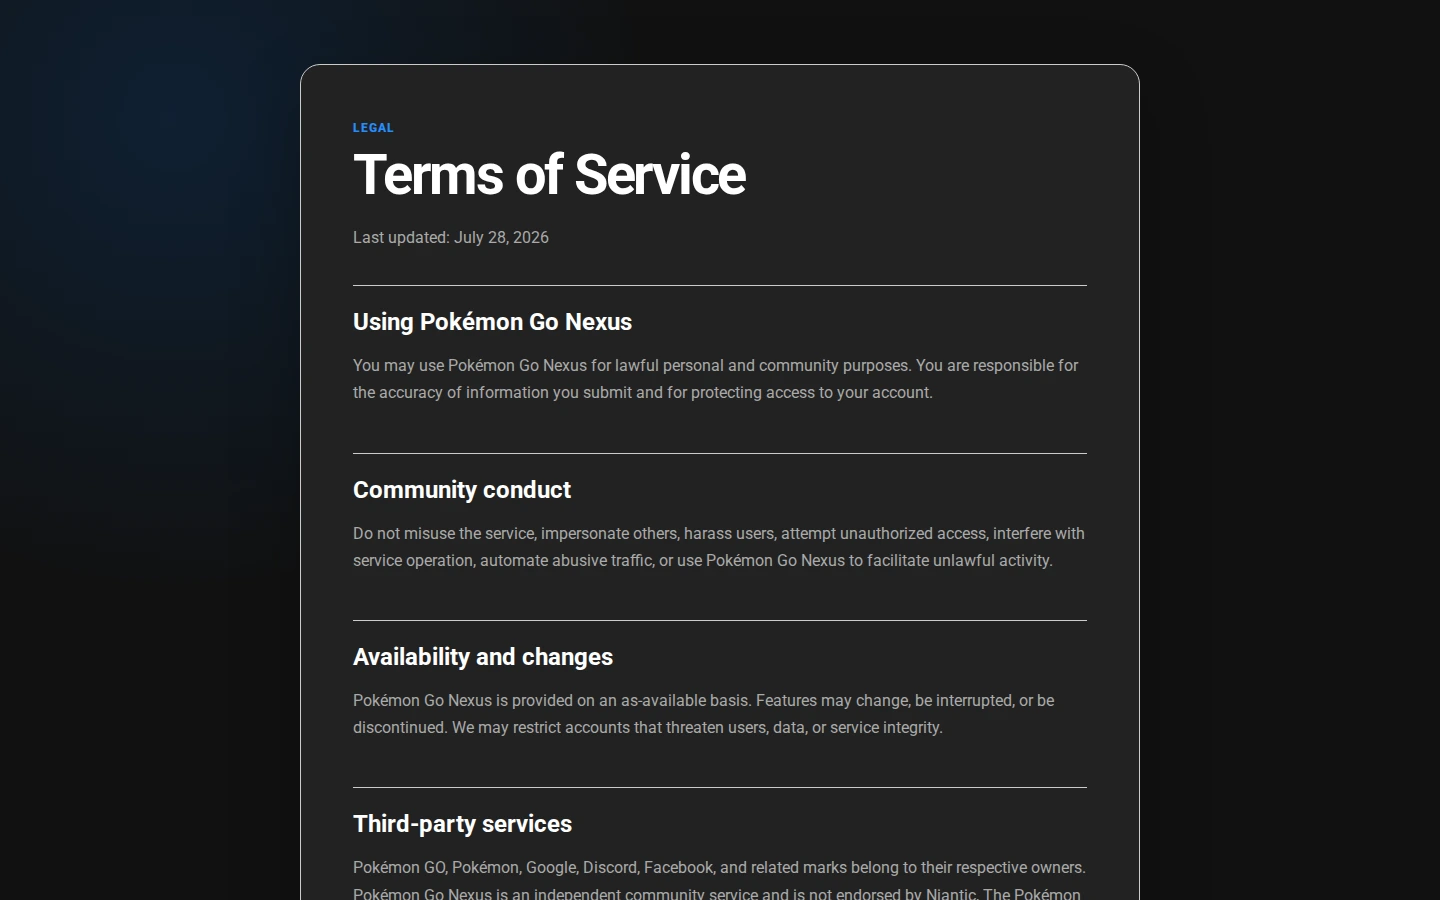 LEGAL
Terms of Service
Last updated: July 28, 2026
Using Pokémon Go Nexus
You may use Pokémon Go Nexus for lawful personal and community purposes. You are responsible for
the accuracy of information you submit and for protecting access to your account.
Community conduct
Do not misuse the service, impersonate others, harass users, attempt unauthorized access, interfere with
service operation, automate abusive traffic, or use Pokémon Go Nexus to facilitate unlawful activity.
Availability and changes
Pokémon Go Nexus is provided on an as-available basis. Features may change, be interrupted, or be
discontinued. We may restrict accounts that threaten users, data, or service integrity.
Third-party services
Pokémon GO, Pokémon, Google, Discord, Facebook, and related marks belong to their respective owners.
Pokémon Go Nexus is an independent community service and is not endorsed by Niantic, The Pokémon